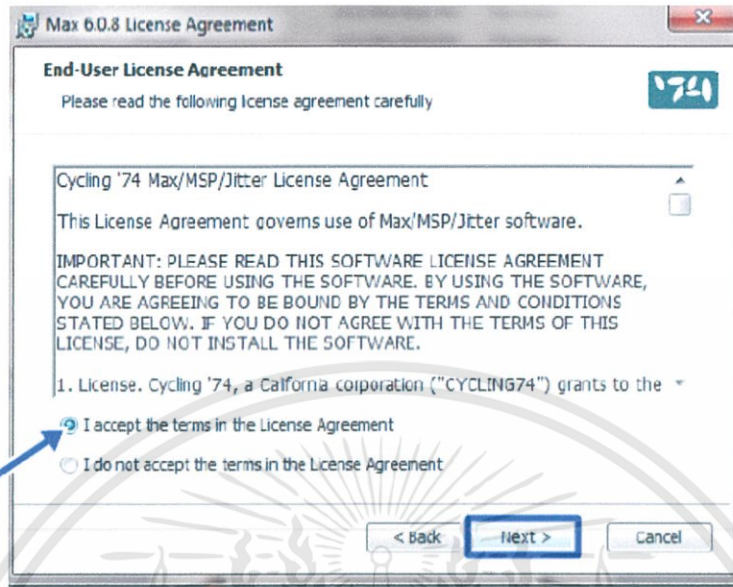 Max 6.0.8 License Agreement
End-User License Agreement
Please read the following license agreement carefully
'74
Cycling '74 Max/MSP/Jitter License Agreement
This License Agreement governs use of Max/MSP/Jitter software.
IMPORTANT: PLEASE READ THIS SOFTWARE LICENSE AGREEMENT
CAREFULLY BEFORE USING THE SOFTWARE. BY USING THE SOFTWARE,
YOU ARE AGREEING TO BE BOUND BY THE TERMS AND CONDITIONS
STATED BELOW. IF YOU DO NOT AGREE WITH THE TERMS OF THIS
LICENSE, DO NOT INSTALL THE SOFTWARE.
1. License. Cycling '74, a California corporation ("CYCLING74") grants to the
I accept the terms in the License Agreement
I do not accept the terms in the License Agreement
< Back
Next >
Cancel